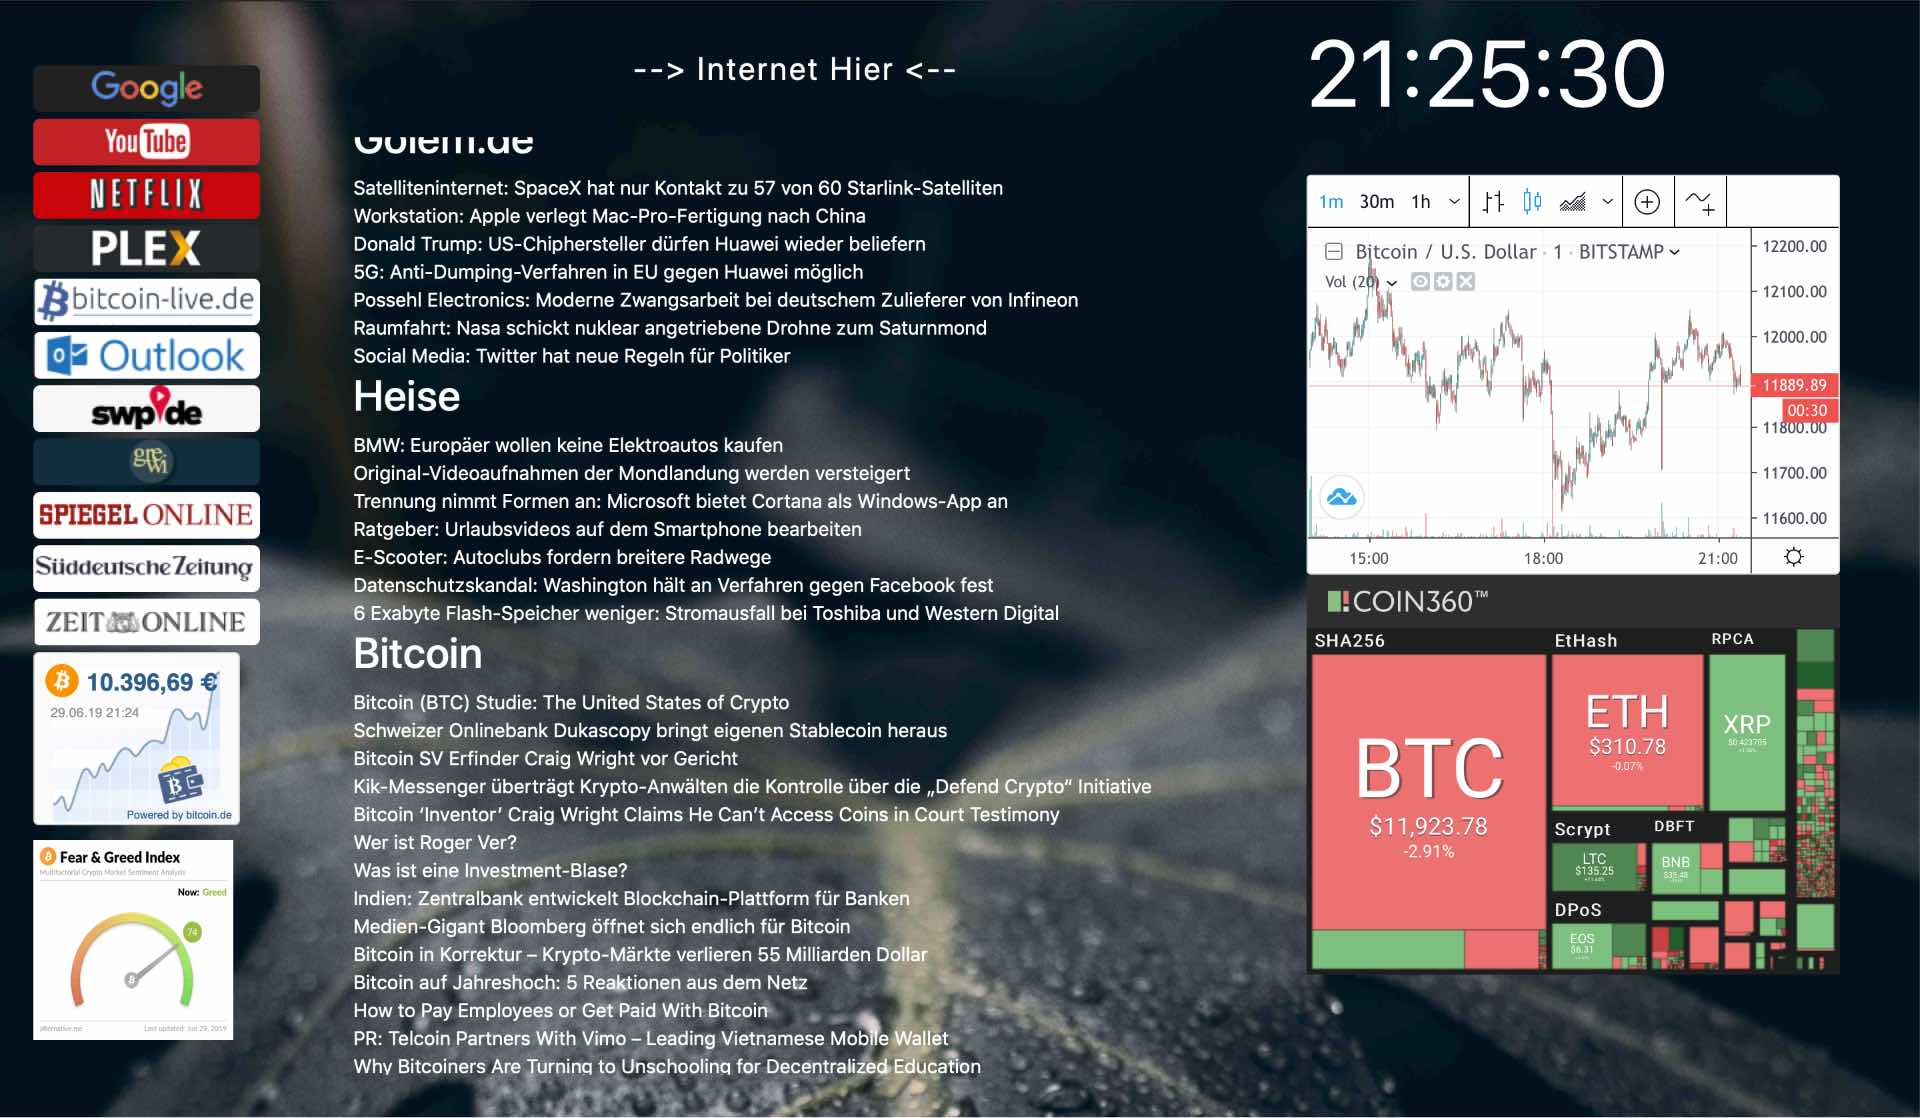 --> Internet Hier <--
21:25:30
Google
YouTube
NETFLIX
PLEX
bitcoin-live.de
Outlook
swp.de
grewi
SPIEGEL ONLINE
Süddeutsche Zeitung
ZEIT ONLINE
10.396,69 €
29.06.19 21:24
Powered by bitcoin.de
Fear & Greed Index
Multifactorial Crypto Market Sentiment Analysis
Now: Greed
74
alternative.me
Last updated: Jun 29, 2019
Golem.de
Satelliteninternet: SpaceX hat nur Kontakt zu 57 von 60 Starlink-Satelliten
Workstation: Apple verlegt Mac-Pro-Fertigung nach China
Donald Trump: US-Chiphersteller dürfen Huawei wieder beliefern
5G: Anti-Dumping-Verfahren in EU gegen Huawei möglich
Possehl Electronics: Moderne Zwangsarbeit bei deutschem Zulieferer von Infineon
Raumfahrt: Nasa schickt nuklear angetriebene Drohne zum Saturnmond
Social Media: Twitter hat neue Regeln für Politiker
Heise
BMW: Europäer wollen keine Elektroautos kaufen
Original-Videoaufnahmen der Mondlandung werden versteigert
Trennung nimmt Formen an: Microsoft bietet Cortana als Windows-App an
Ratgeber: Urlaubsvideos auf dem Smartphone bearbeiten
E-Scooter: Autoclubs fordern breitere Radwege
Datenschutzskandal: Washington hält an Verfahren gegen Facebook fest
6 Exabyte Flash-Speicher weniger: Stromausfall bei Toshiba und Western Digital
Bitcoin
Bitcoin (BTC) Studie: The United States of Crypto
Schweizer Onlinebank Dukascopy bringt eigenen Stablecoin heraus
Bitcoin SV Erfinder Craig Wright vor Gericht
Kik-Messenger überträgt Krypto-Anwälten die Kontrolle über die „Defend Crypto“ Initiative
Bitcoin ‘Inventor’ Craig Wright Claims He Can’t Access Coins in Court Testimony
Wer ist Roger Ver?
Was ist eine Investment-Blase?
Indien: Zentralbank entwickelt Blockchain-Plattform für Banken
Medien-Gigant Bloomberg öffnet sich endlich für Bitcoin
Bitcoin in Korrektur – Krypto-Märkte verlieren 55 Milliarden Dollar
Bitcoin auf Jahreshoch: 5 Reaktionen aus dem Netz
How to Pay Employees or Get Paid With Bitcoin
PR: Telcoin Partners With Vimo – Leading Vietnamese Mobile Wallet
Why Bitcoiners Are Turning to Unschooling for Decentralized Education
1m 30m 1h
Bitcoin / U.S. Dollar · 1 · BITSTAMP
Vol (20)
12200.00
12100.00
12000.00
11889.89
00:30
11800.00
11700.00
11600.00
15:00 18:00 21:00
COIN360™
SHA256
BTC
$11,923.78
-2.91%
EtHash
ETH
$310.78
-0.07%
RPCA
XRP
$0.423705
Scrypt
LTC
$135.25
DBFT
BNB
$35.48
DPoS
EOS
$6.31